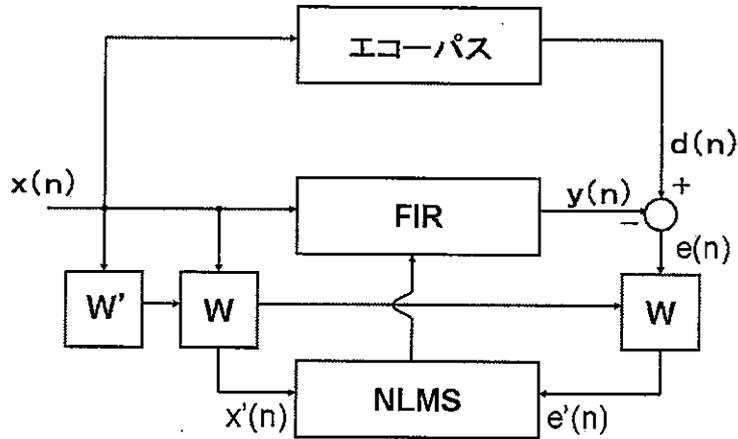 エコーパス
d(n)
x(n)
+
y(n)
FIR
−
e(n)
W'
W
W
x'(n)
NLMS
e'(n)